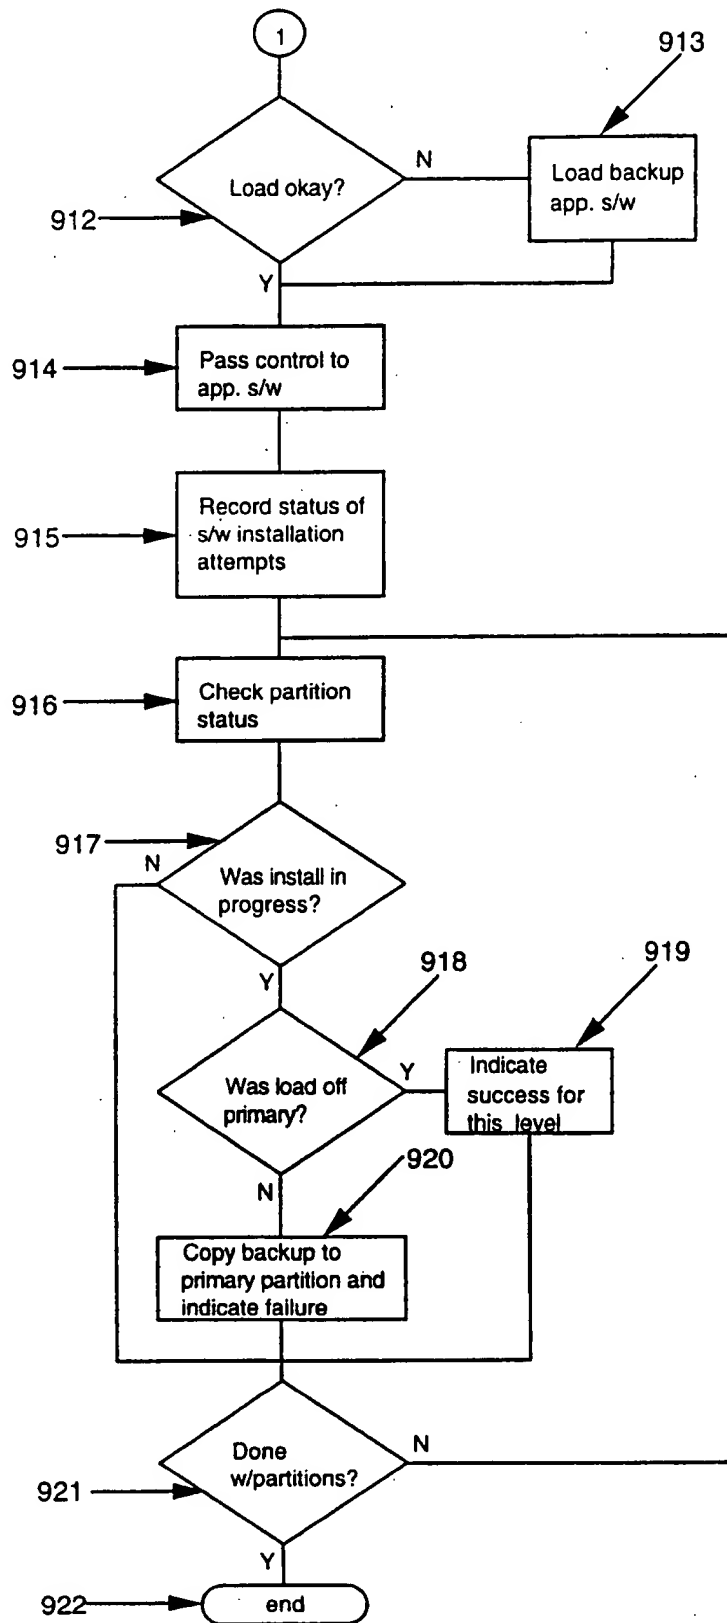 1
913
Load okay?
N
Load backup
app. s/w
912
Y
914
Pass control to
app. s/w
915
Record status of
s/w installation
attempts
916
Check partition
status
917
N
Was install in
progress?
Y
918
919
Was load off
primary?
Y
Indicate
success for
this level
N
920
Copy backup to
primary partition and
indicate failure
Done
w/partitions?
N
921
Y
922
end